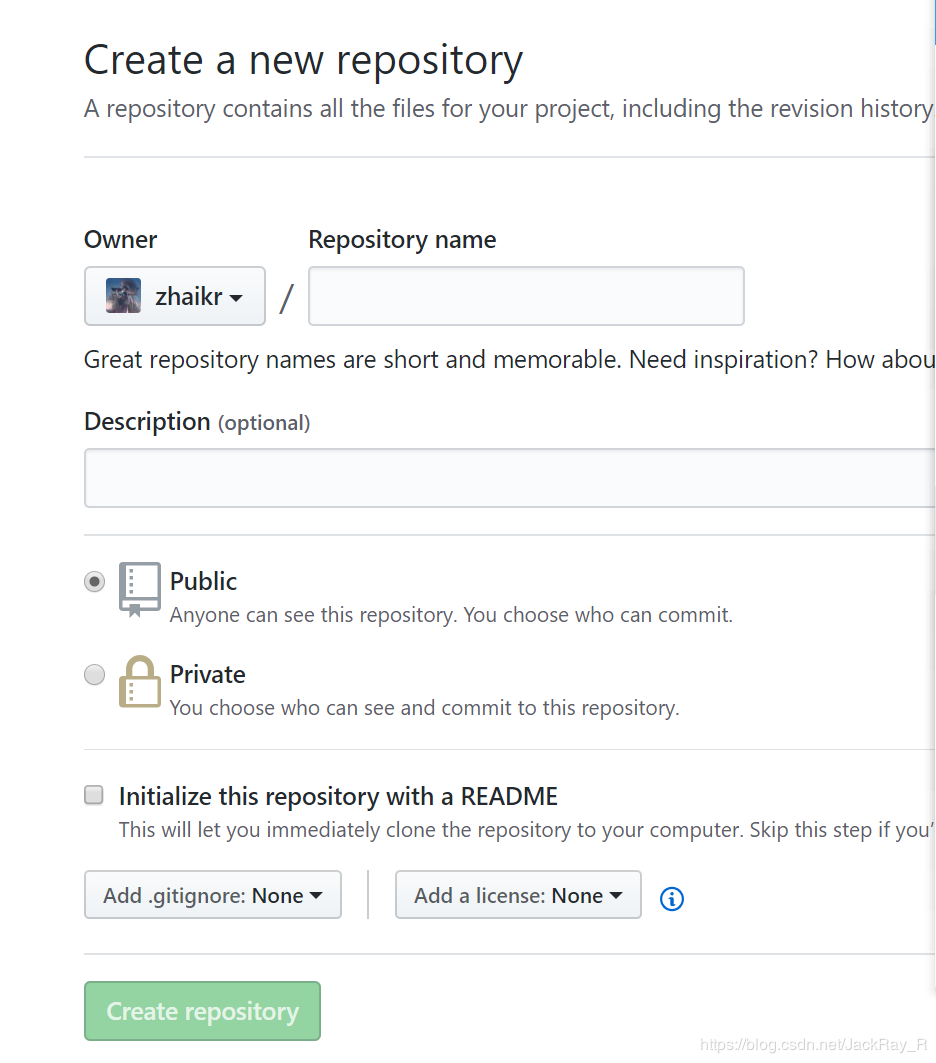 Create a new repository
A repository contains all the files for your project, including the revision history
Owner
Repository name
zhaikr
/
Great repository names are short and memorable. Need inspiration? How abou
Description (optional)
Public
Anyone can see this repository. You choose who can commit.
Private
You choose who can see and commit to this repository.
Initialize this repository with a README
This will let you immediately clone the repository to your computer. Skip this step if you'
Add .gitignore: None
Add a license: None
Create repository
https://blog.csdn.net/JackRay_R